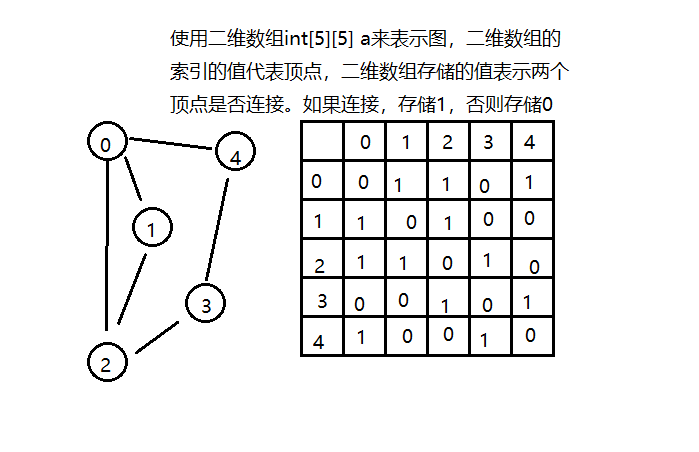 使用二维数组int[5][5] a来表示图，二维数组的
索引的值代表顶点，二维数组存储的值表示两个
顶点是否连接。如果连接，存储1，否则存储0
0
4
1
3
2
0 1 2 3 4
0 0 1 1 0 1
1 1 0 1 0 0
2 1 1 0 1 0
3 0 0 1 0 1
4 1 0 0 1 0